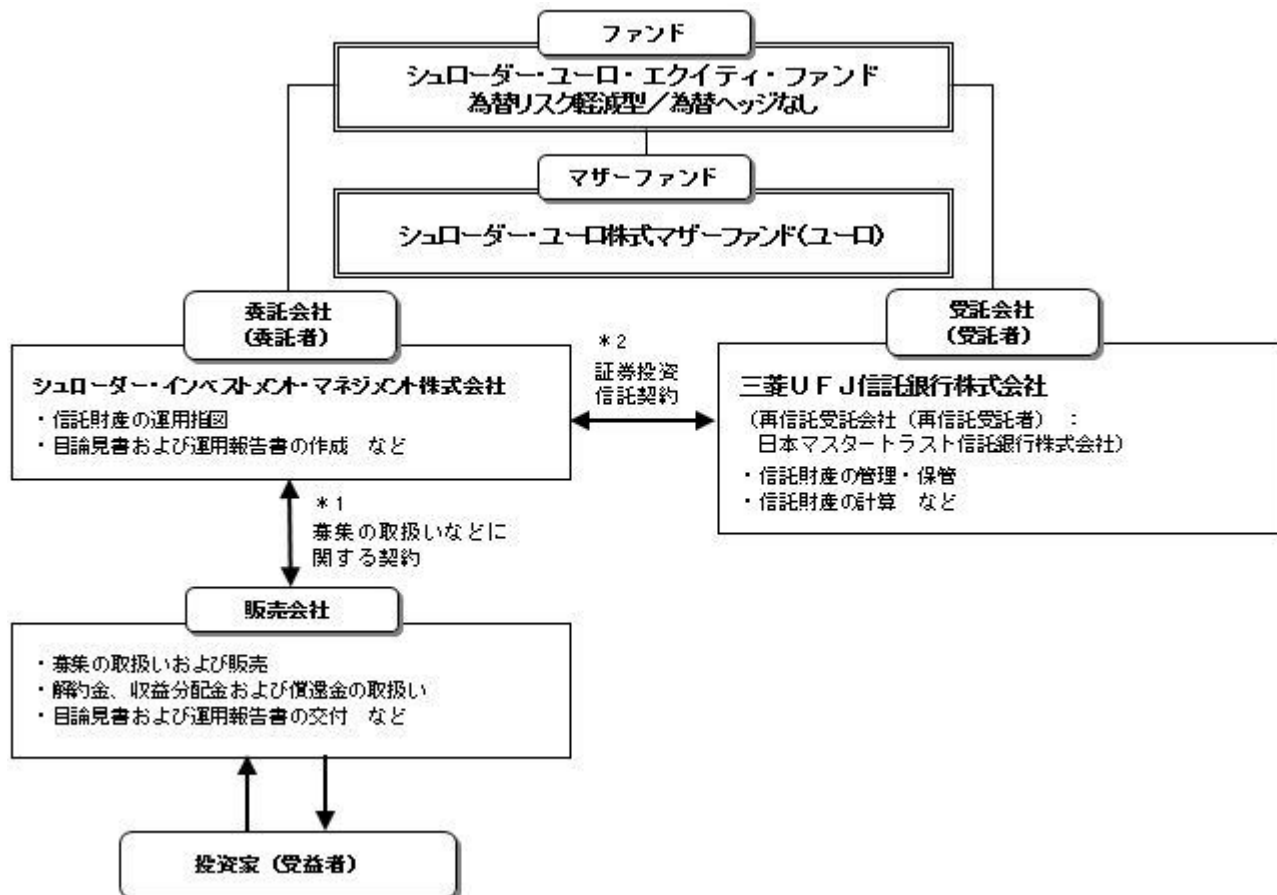 ファンド
シュローダー・ユーロ・エクイティ・ファンド
為替リスク軽減型／為替ヘッジなし
マザーファンド
シュローダー・ユーロ株式マザーファンド(ユーロ)
委託会社
(委託者)
シュローダー・インベストメント・マネジメント株式会社
・信託財産の運用指図
・目論見書および運用報告書の作成 など
＊2
証券投資
信託契約
受託会社
(受託者)
三菱ＵＦＪ信託銀行株式会社
(再信託受託会社（再信託受託者）：
日本マスタートラスト信託銀行株式会社)
・信託財産の管理・保管
・信託財産の計算 など
＊1
募集の取扱いなどに
関する契約
販売会社
・募集の取扱いおよび販売
・解約金、収益分配金および償還金の取扱い
・目論見書および運用報告書の交付 など
投資家（受益者）